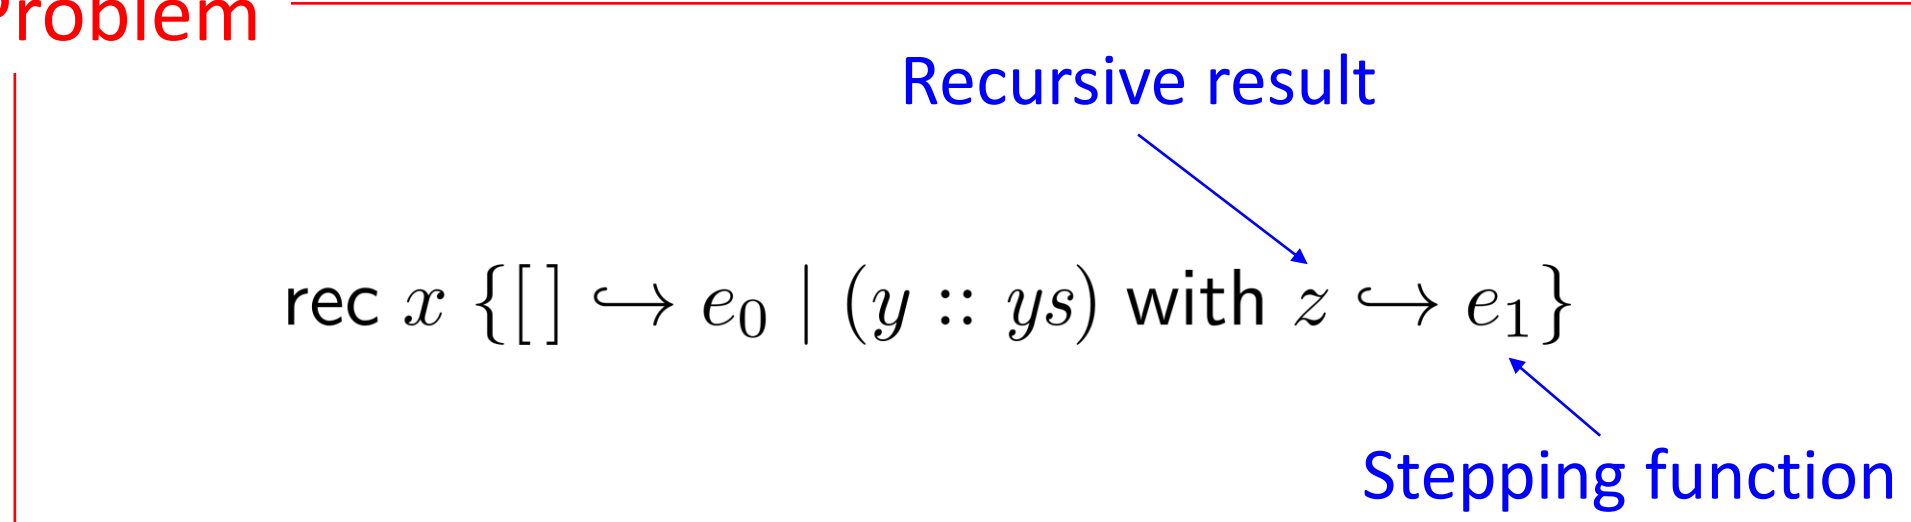 Problem
Recursive result
rec x {[] ↪ e₀ | (y :: ys) with z ↪ e₁}
Stepping function